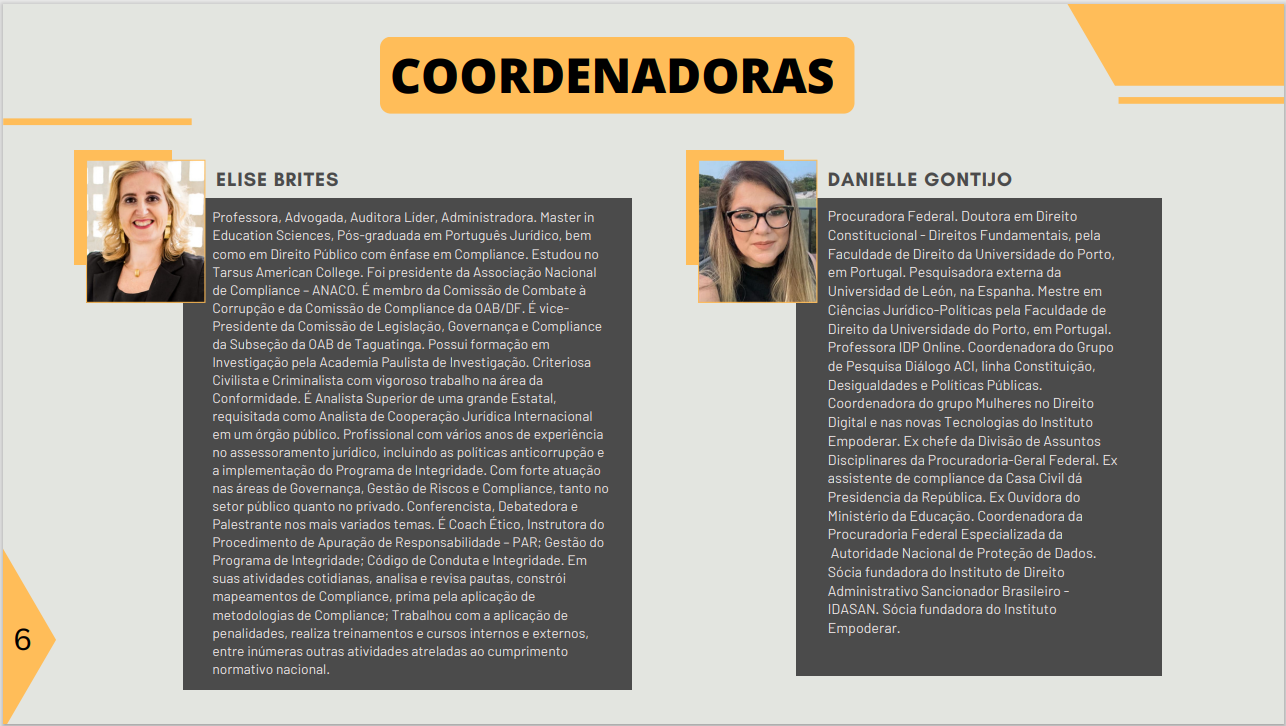 COORDENADORAS
ELISE BRITES
Professora, Advogada, Auditora Líder, Administradora. Master in
Education Sciences, Pós-graduada em Português Jurídico, bem
como em Direito Público com ênfase em Compliance. Estudou no
Tarsus American College. Foi presidente da Associação Nacional
de Compliance – ANACO. É membro da Comissão de Combate à
Corrupção e da Comissão de Compliance da OAB/DF. É vice-
Presidente da Comissão de Legislação, Governança e Compliance
da Subseção da OAB de Taguatinga. Possui formação em
Investigação pela Academia Paulista de Investigação. Criteriosa
Civilista e Criminalista com vigoroso trabalho na área da
Conformidade. É Analista Superior de uma grande Estatal,
requisitada como Analista de Cooperação Jurídica Internacional
em um órgão público. Profissional com vários anos de experiência
no assessoramento jurídico, incluindo as políticas anticorrupção e
a implementação do Programa de Integridade. Com forte atuação
nas áreas de Governança, Gestão de Riscos e Compliance, tanto no
setor público quanto no privado. Conferencista, Debatedora e
Palestrante nos mais variados temas. É Coach Ético, Instrutora do
Procedimento de Apuração de Responsabilidade – PAR; Gestão do
Programa de Integridade; Código de Conduta e Integridade. Em
suas atividades cotidianas, analisa e revisa pautas, constrói
mapeamentos de Compliance, prima pela aplicação de
metodologias de Compliance; Trabalhou com a aplicação de
penalidades, realiza treinamentos e cursos internos e externos,
entre inúmeras outras atividades atreladas ao cumprimento
normativo nacional.
DANIELLE GONTIJO
Procuradora Federal. Doutora em Direito
Constitucional - Direitos Fundamentais, pela
Faculdade de Direito da Universidade do Porto,
em Portugal. Pesquisadora externa da
Universidad de León, na Espanha. Mestre em
Ciências Jurídico-Políticas pela Faculdade de
Direito da Universidade do Porto, em Portugal.
Professora IDP Online. Coordenadora do Grupo
de Pesquisa Diálogo ACI, linha Constituição,
Desigualdades e Políticas Públicas.
Coordenadora do grupo Mulheres no Direito
Digital e nas novas Tecnologias do Instituto
Empoderar. Ex chefe da Divisão de Assuntos
Disciplinares da Procuradoria-Geral Federal. Ex
assistente de compliance da Casa Civil dá
Presidencia da República. Ex Ouvidora do
Ministério da Educação. Coordenadora da
Procuradoria Federal Especializada da
Autoridade Nacional de Proteção de Dados.
Sócia fundadora do Instituto de Direito
Administrativo Sancionador Brasileiro -
IDASAN. Sócia fundadora do Instituto
Empoderar.
6